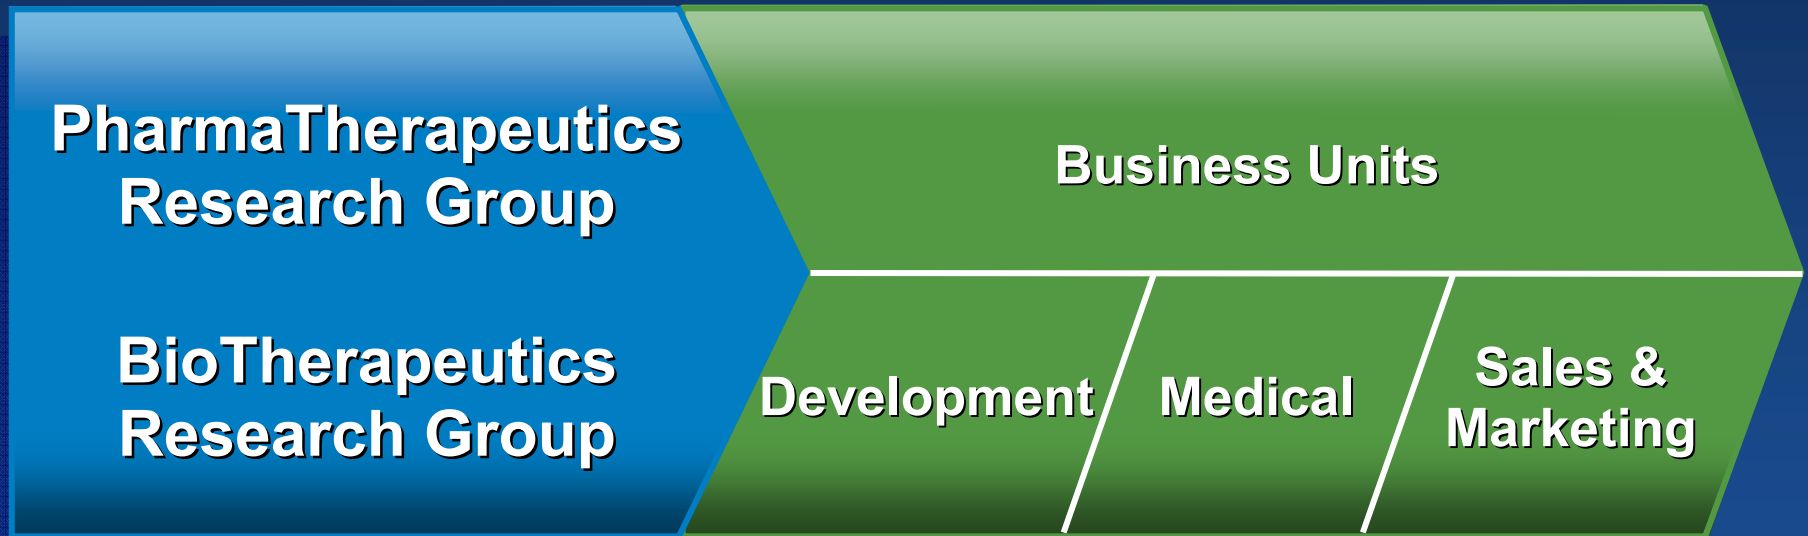 PharmaTherapeutics
Research Group
BioTherapeutics
Research Group
Business Units
Development
Medical
Sales &
Marketing